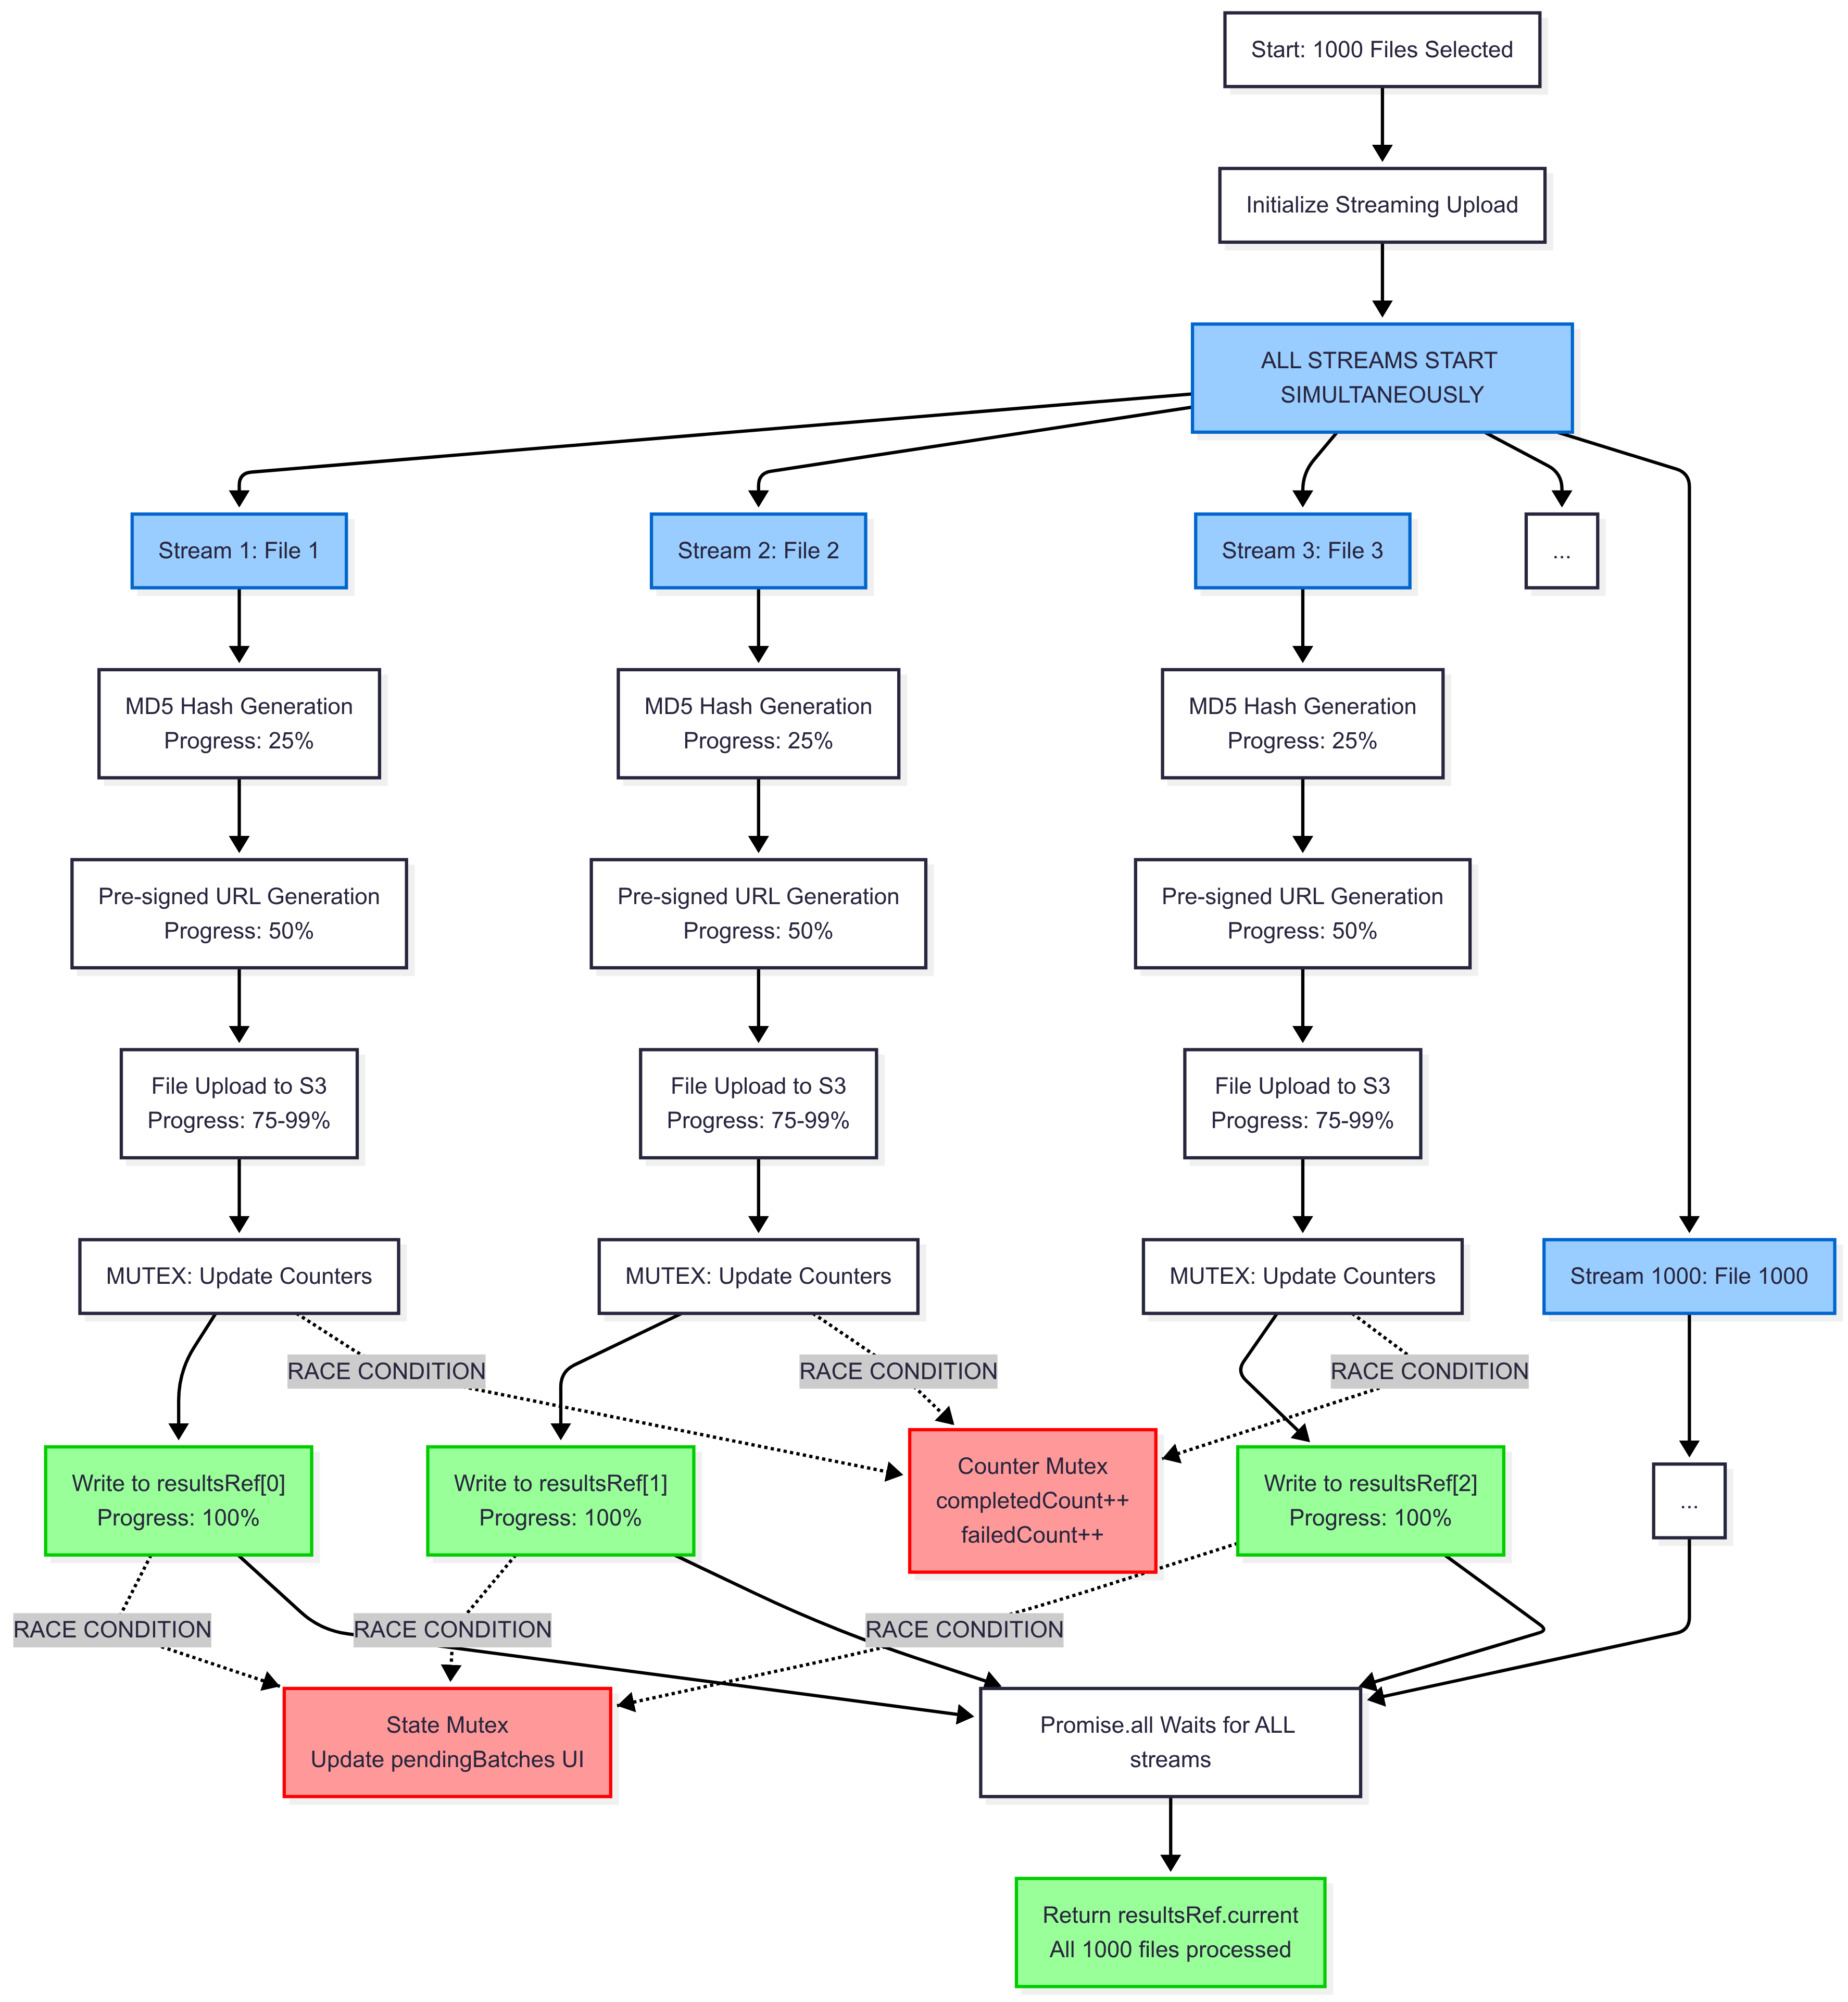 Start: 1000 Files Selected
Initialize Streaming Upload
ALL STREAMS START
SIMULTANEOUSLY
Stream 1: File 1
Stream 2: File 2
Stream 3: File 3
...
MD5 Hash Generation
Progress: 25%
MD5 Hash Generation
Progress: 25%
MD5 Hash Generation
Progress: 25%
Pre-signed URL Generation
Progress: 50%
Pre-signed URL Generation
Progress: 50%
Pre-signed URL Generation
Progress: 50%
File Upload to S3
Progress: 75-99%
File Upload to S3
Progress: 75-99%
File Upload to S3
Progress: 75-99%
MUTEX: Update Counters
MUTEX: Update Counters
MUTEX: Update Counters
Stream 1000: File 1000
RACE CONDITION
RACE CONDITION
RACE CONDITION
Write to resultsRef[0]
Progress: 100%
Write to resultsRef[1]
Progress: 100%
Counter Mutex
completedCount++
failedCount++
Write to resultsRef[2]
Progress: 100%
...
RACE CONDITION
RACE CONDITION
RACE CONDITION
State Mutex
Update pendingBatches UI
Promise.all Waits for ALL
streams
Return resultsRef.current
All 1000 files processed